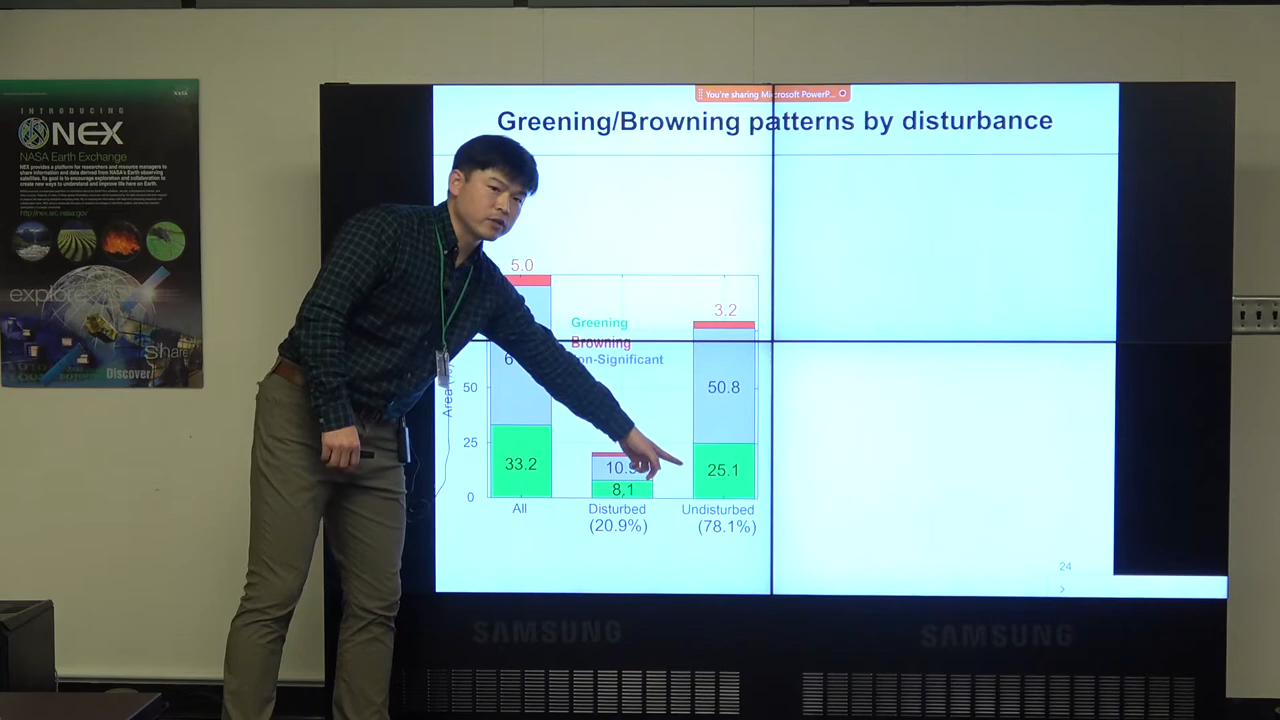 INTRODUCING
NEX
NASA Earth Exchange
NEX provides a platform for researchers and resource managers to
share information and data derived from NASA's Earth observing
satellites. Its goal is to encourage exploration and collaboration to
create new ways to understand and improve life here on Earth.
explore
Share
Discover
You're sharing Microsoft PowerP...
Greening/Browning patterns by disturbance
5.0
3.2
Greening
Browning
Non-Significant
50.8
50
Area (%)
25
33.2
10.9
25.1
8.1
0
All
Disturbed
Undisturbed
(20.9%)
(78.1%)
24
SAMSUNG
SAMSUNG